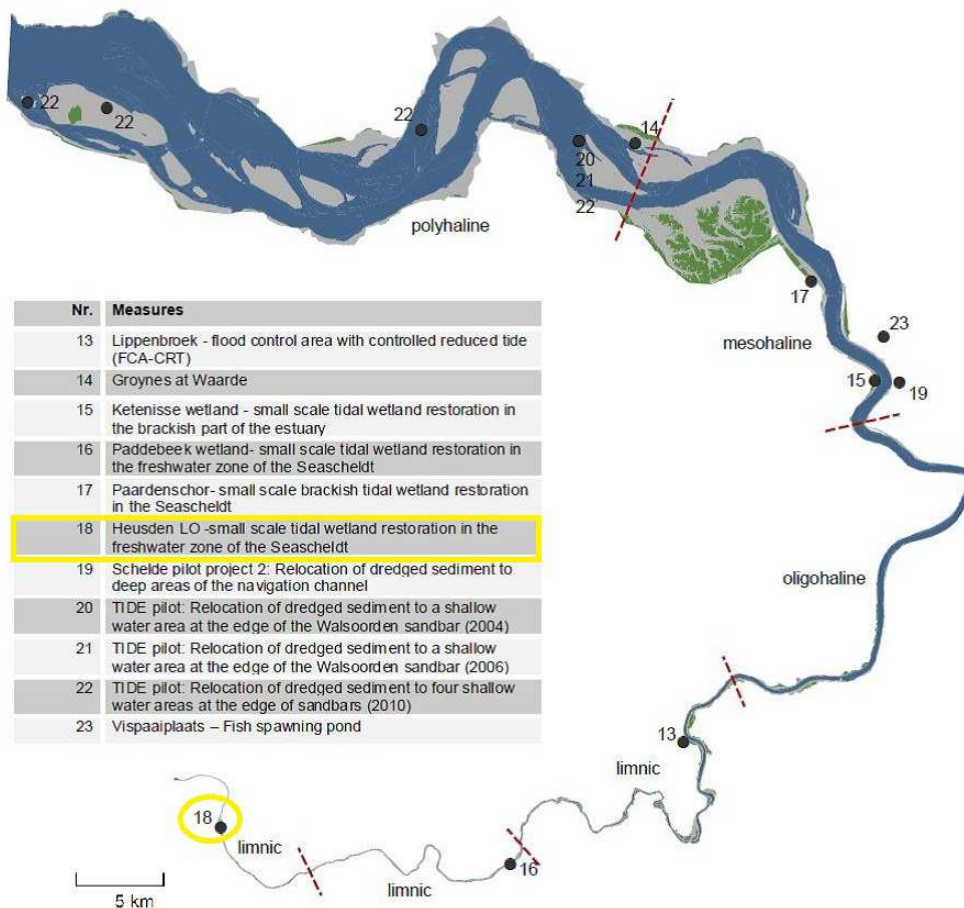 22
22
22
14
20
21
22
polyhaline
17
23
mesohaline
15
19
Nr. Measures
13 Lippenbroek - flood control area with controlled reduced tide
(FCA-CRT)
14 Groynes at Waarde
15 Ketenisse wetland - small scale tidal wetland restoration in
the brackish part of the estuary
16 Paddebeek wetland- small scale tidal wetland restoration in
the freshwater zone of the Seascheldt
17 Paardenschor- small scale brackish tidal wetland restoration
in the Seascheldt
18 Heusden LO -small scale tidal wetland restoration in the
freshwater zone of the Seascheldt
19 Schelde pilot project 2: Relocation of dredged sediment to
deep areas of the navigation channel
20 TIDE pilot: Relocation of dredged sediment to a shallow
water area at the edge of the Walsoorden sandbar (2004)
21 TIDE pilot: Relocation of dredged sediment to a shallow
water area at the edge of the Walsoorden sandbar (2006)
22 TIDE pilot: Relocation of dredged sediment to four shallow
water areas at the edge of sandbars (2010)
23 Vispaaiplaats – Fish spawning pond
oligohaline
13
limnic
18
limnic
16
limnic
5 km